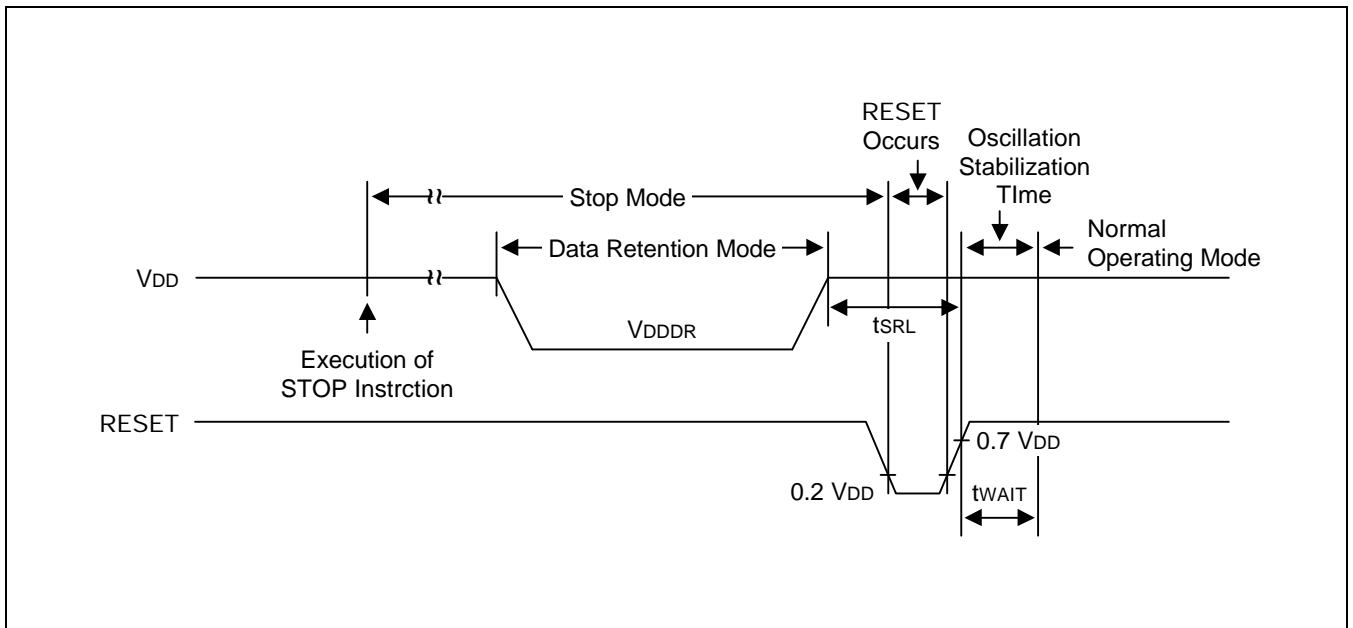 RESET
Occurs
Oscillation
Stabilization
TIme
Stop Mode
Normal
Operating Mode
Data Retention Mode
VDD
tSRL
VDDDR
Execution of
STOP Instrction
RESET
0.7 VDD
0.2 VDD
tWAIT